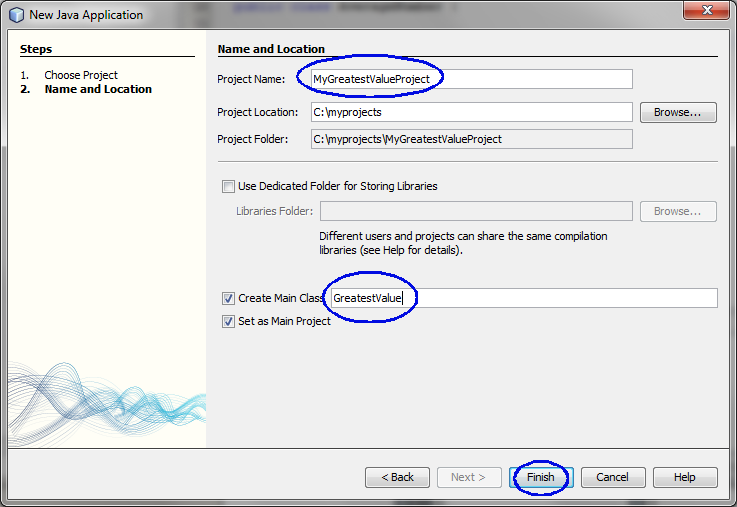 New Java Application
public class AverageNumber {
Steps
1. Choose Project
2. Name and Location
Name and Location
Project Name: MyGreatestValueProject
Project Location: C:\myprojects Browse...
Project Folder: C:\myprojects\MyGreatestValueProject
Use Dedicated Folder for Storing Libraries
Libraries Folder: Browse...
Different users and projects can share the same compilation
libraries (see Help for details).
Create Main Class GreatestValue
Set as Main Project
< Back Next > Finish Cancel Help